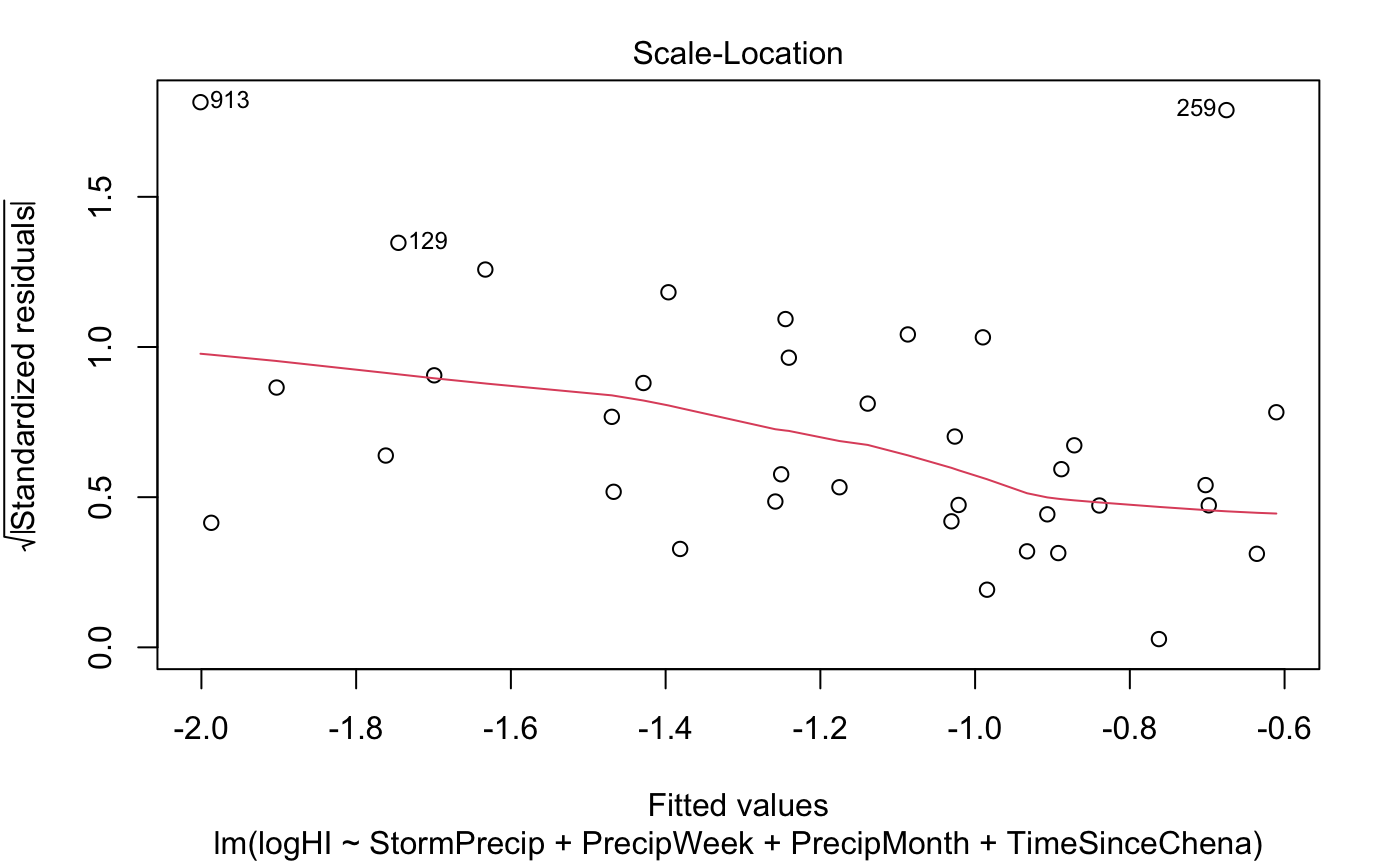 Scale-Location
913
259
129
√|Standardized residuals|
1.5
1.0
0.5
0.0
-2.0 -1.8 -1.6 -1.4 -1.2 -1.0 -0.8 -0.6
Fitted values
lm(logHI ~ StormPrecip + PrecipWeek + PrecipMonth + TimeSinceChena)